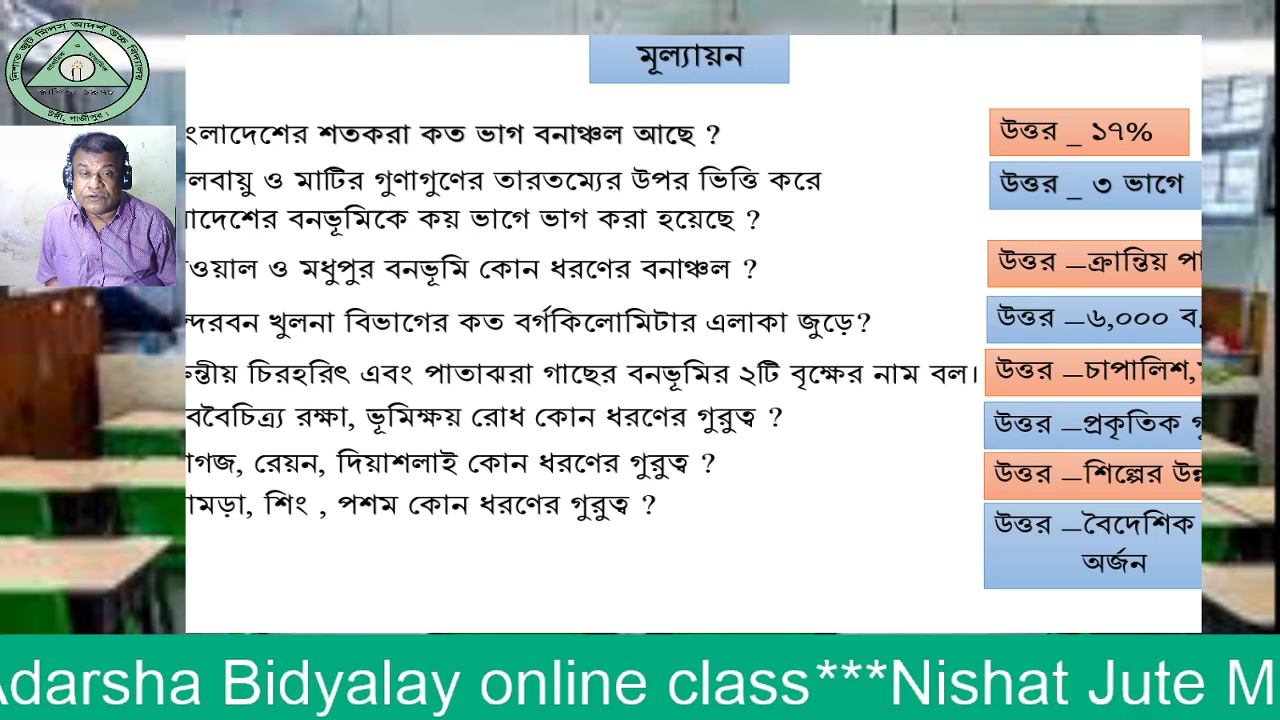 মূল্যায়ন
ংলাদেশের শতকরা কত ভাগ বনাঞ্চল আছে ?
উত্তর _ ১৭%
লবায়ু ও মাটির গুণাগুণের তারতম্যের উপর ভিত্তি করে
উত্তর _ ৩ ভাগে
াদেশের বনভূমিকে কয় ভাগে ভাগ করা হয়েছে ?
ওয়াল ও মধুপুর বনভূমি কোন ধরণের বনাঞ্চল ?
উত্তর –ক্রান্তিয় পা
ন্দরবন খুলনা বিভাগের কত বর্গকিলোমিটার এলাকা জুড়ে?
উত্তর –৬,০০০ ব.
ন্তীয় চিরহরিৎ এবং পাতাঝরা গাছের বনভূমির ২টি বৃক্ষের নাম বল।
উত্তর –চাপালিশ,
ববৈচিত্র্য রক্ষা, ভূমিক্ষয় রোধ কোন ধরণের গুরুত্ব ?
উত্তর –প্রকৃতিক গ
াগজ, রেয়ন, দিয়াশলাই কোন ধরণের গুরুত্ব ?
উত্তর –শিল্পের উন্ন
ামড়া, শিং , পশম কোন ধরণের গুরুত্ব ?
উত্তর –বৈদেশিক
অর্জন
Adarsha Bidyalay online class***Nishat Jute M